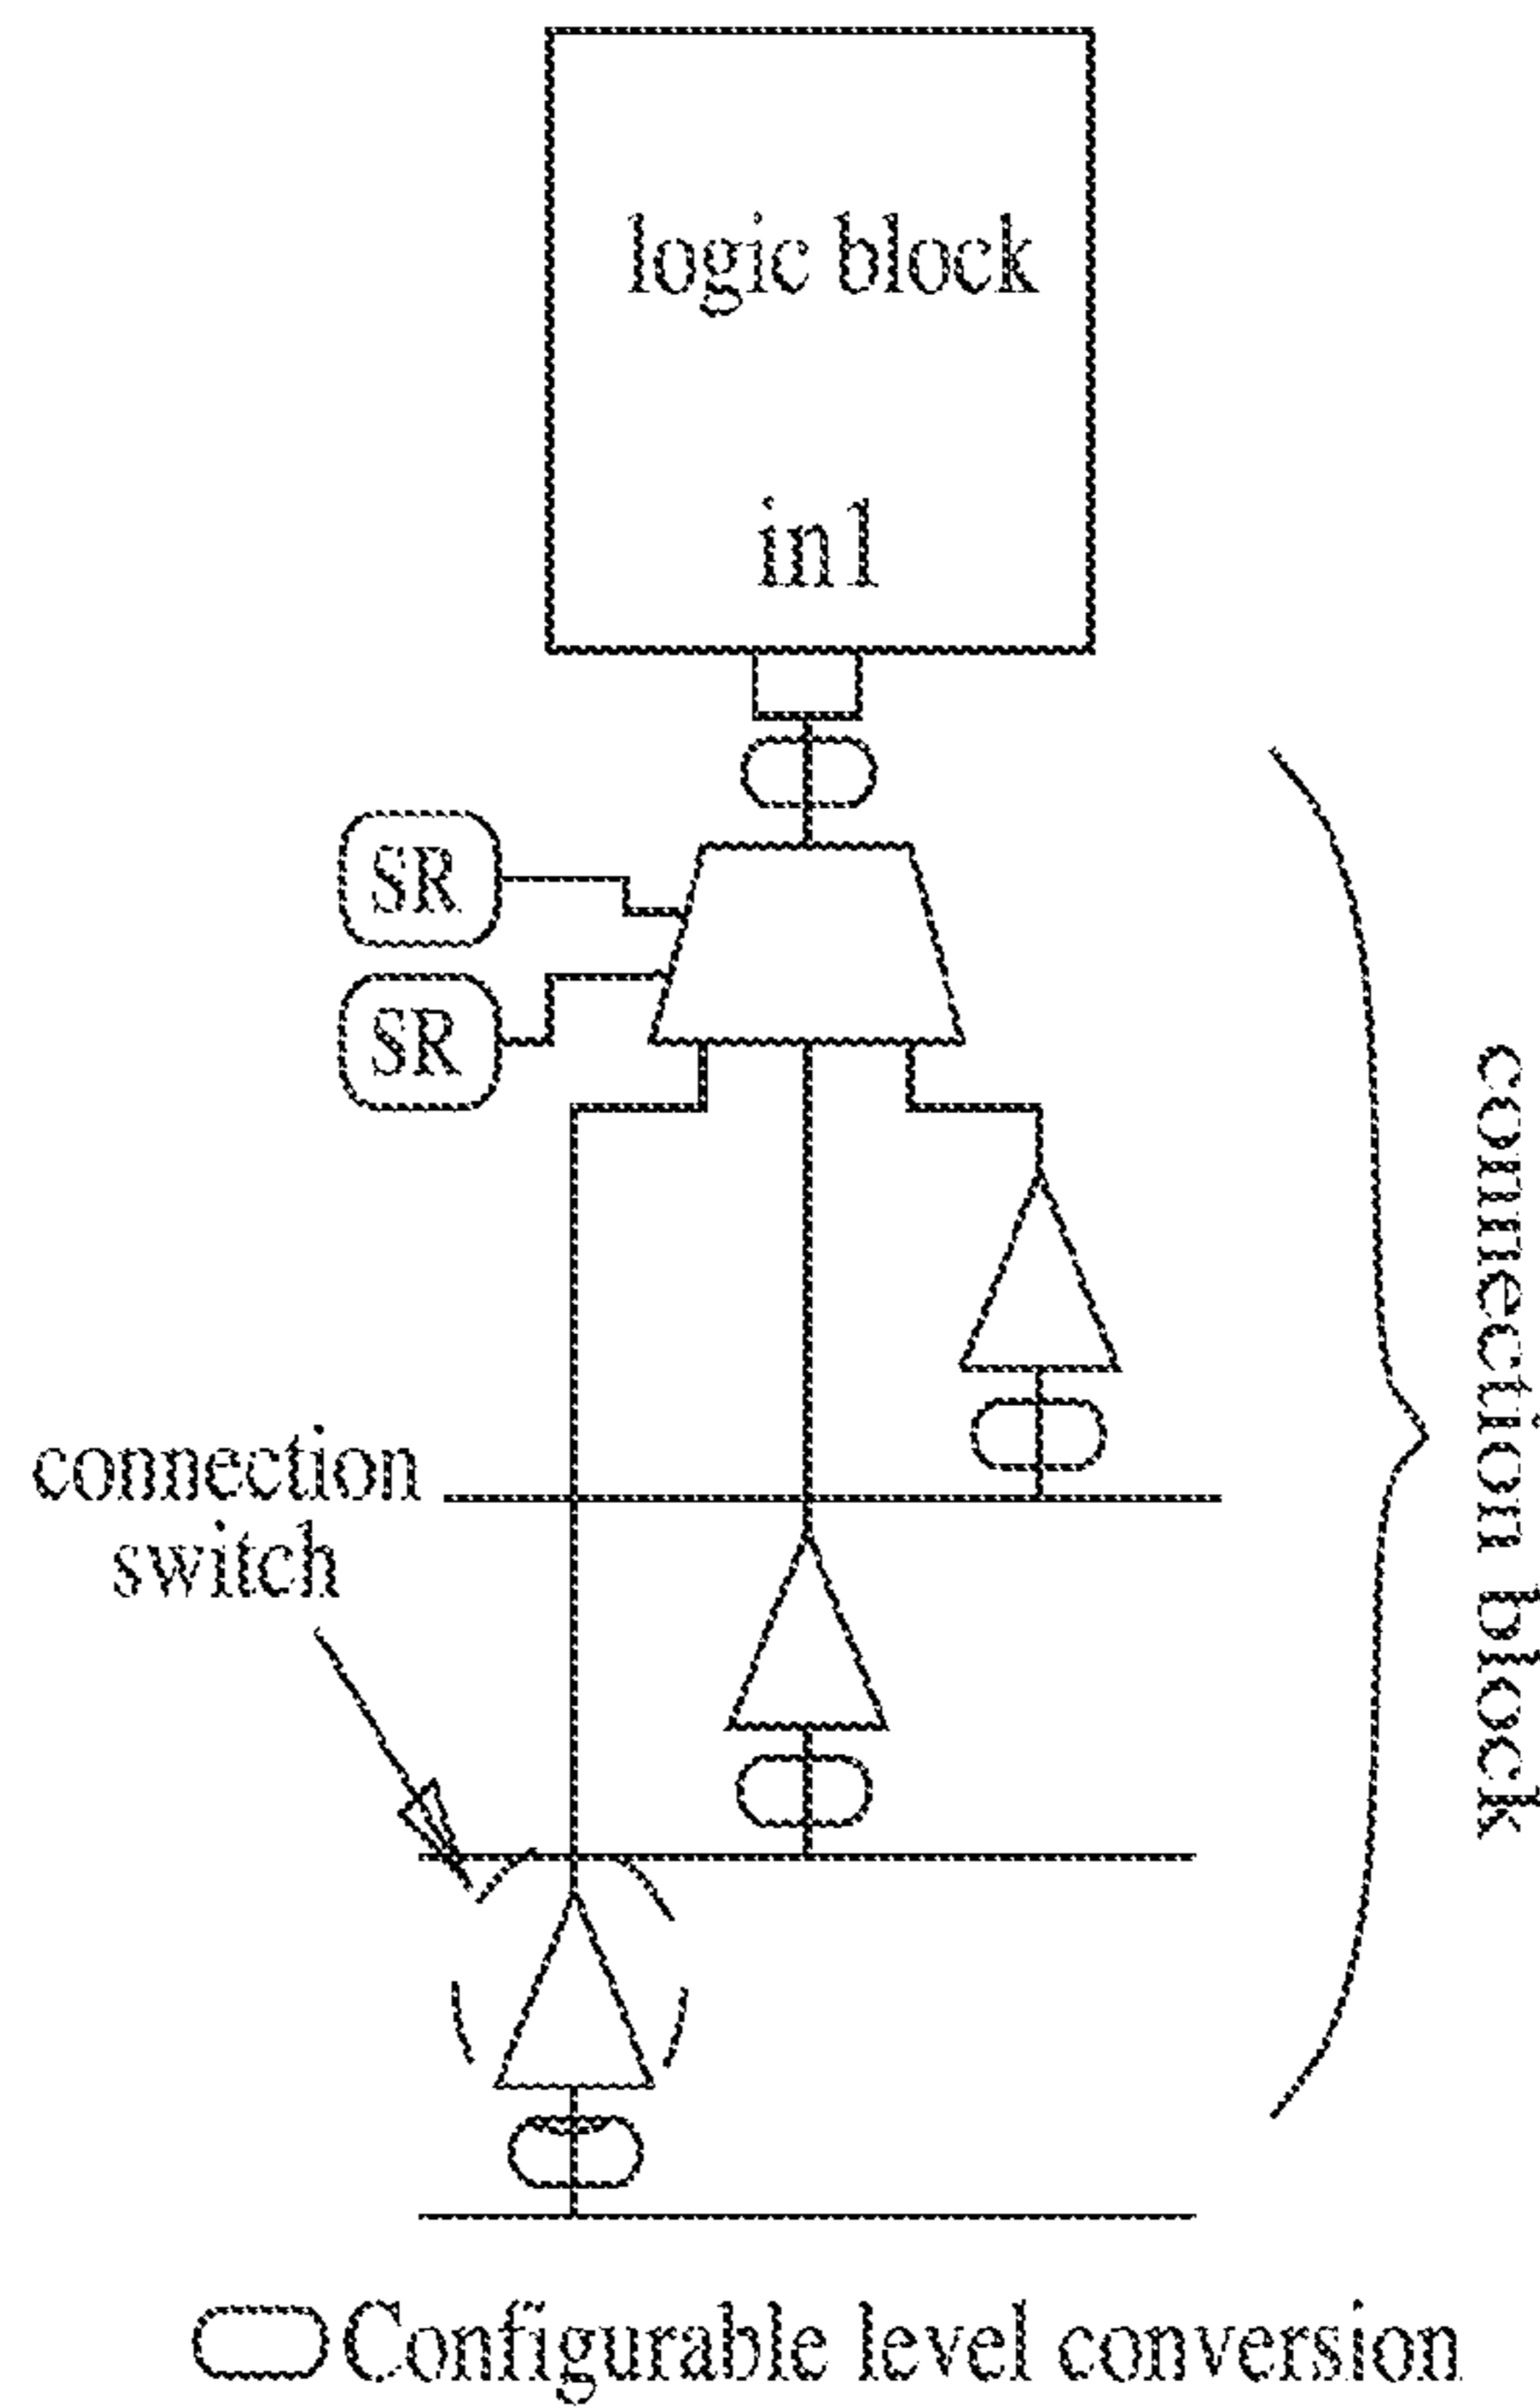 logic block
in1
SR
SR
connection
switch
connection block
Configurable level conversion